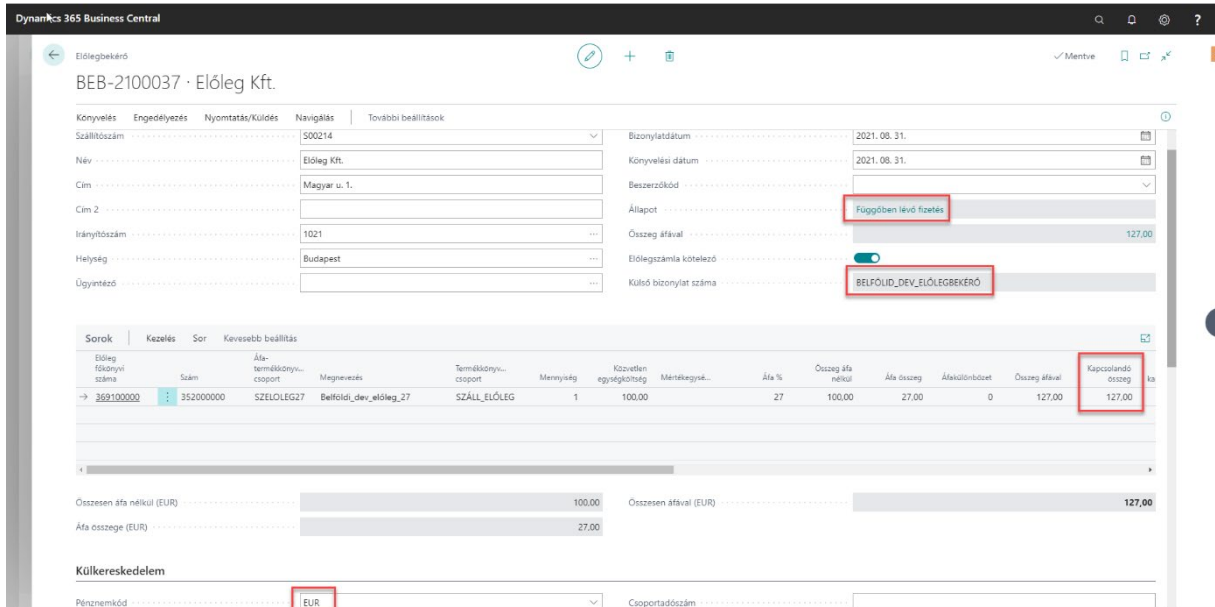 Dynamics 365 Business Central
?
Előlegbekérő
Mentve
BEB-2100037 · Előleg Kft.
Könyvelés Engedélyezés Nyomtatás/Küldés Navigálás További beállítások
Szállítószám S00214 Bizonylatdátum 2021. 08. 31.
Név Előleg Kft. Könyvelési dátum 2021. 08. 31.
Cím Magyar u. 1. Beszerzőkód
Cím 2 Állapot Függőben lévő fizetés
Irányítószám 1021 Összeg áfával 127,00
Helység Budapest Előlegszámla kötelező
Ügyintéző Külső bizonylat száma BELFÖLID_DEV_ELŐLEGBEKÉRŐ
Sorok Kezelés Sor Kevesebb beállítás
Előleg főkönyvi száma Szám Áfa-termékkönyv... csoport Megnevezés Termékkönyv... csoport Mennyiség Közvetlen egységköltség Mértékegysé... Áfa % Összeg áfa nélkül Áfa összeg Áfakülönbözet Összeg áfával Kapcsolandó összeg ka
369100000 352000000 SZELOLEG27 Belföldi_dev_előleg_27 SZÁLL_ELŐLEG 1 100,00 27 100,00 27,00 0 127,00 127,00
Összesen áfa nélkül (EUR) 100,00 Összesen áfával (EUR) 127,00
Áfa összege (EUR) 27,00
Külkereskedelem
Pénznemkód EUR Csoportadószám